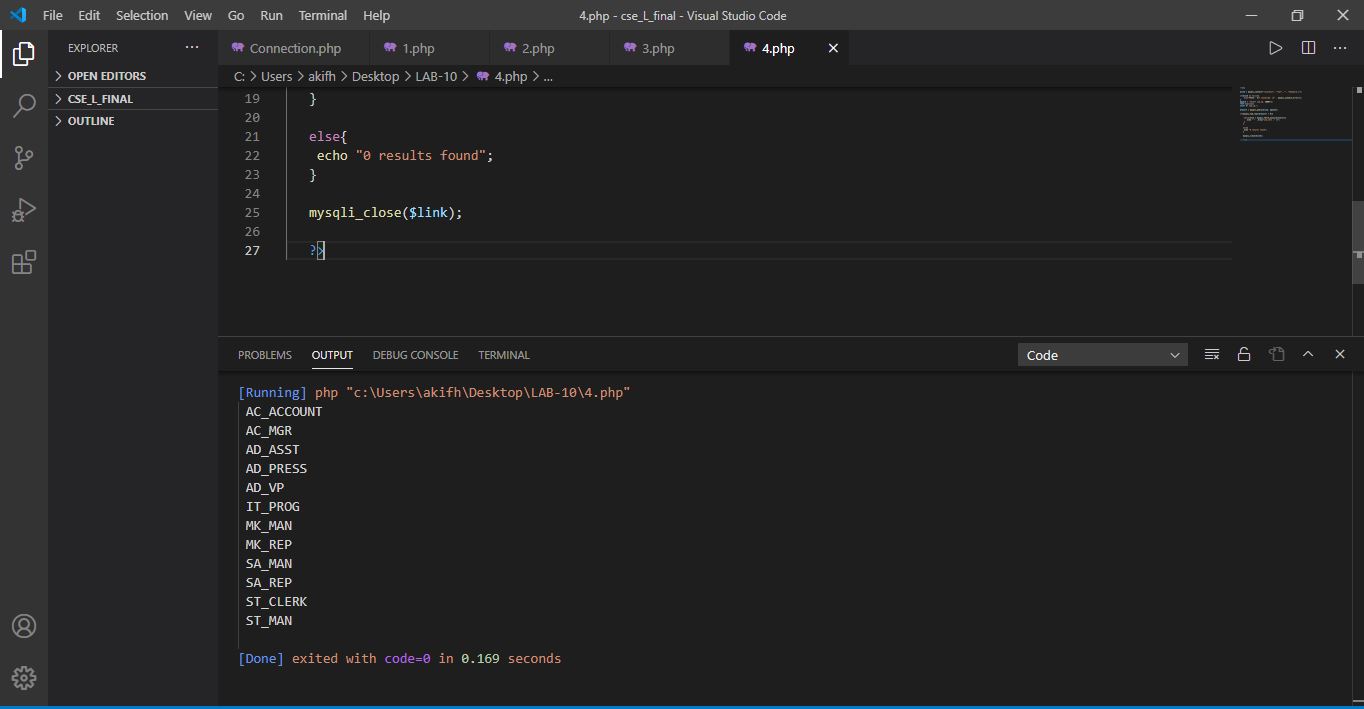 File Edit Selection View Go Run Terminal Help 4.php - cse_L_final - Visual Studio Code
EXPLORER
OPEN EDITORS
CSE_L_FINAL
OUTLINE
Connection.php 1.php 2.php 3.php 4.php
C: > Users > akifh > Desktop > LAB-10 > 4.php > ...
19 }
20
21 else{
22 echo "0 results found";
23 }
24
25 mysqli_close($link);
26
27 ?>
PROBLEMS OUTPUT DEBUG CONSOLE TERMINAL Code
[Running] php "c:\Users\akifh\Desktop\LAB-10\4.php"
AC_ACCOUNT
AC_MGR
AD_ASST
AD_PRESS
AD_VP
IT_PROG
MK_MAN
MK_REP
SA_MAN
SA_REP
ST_CLERK
ST_MAN
[Done] exited with code=0 in 0.169 seconds